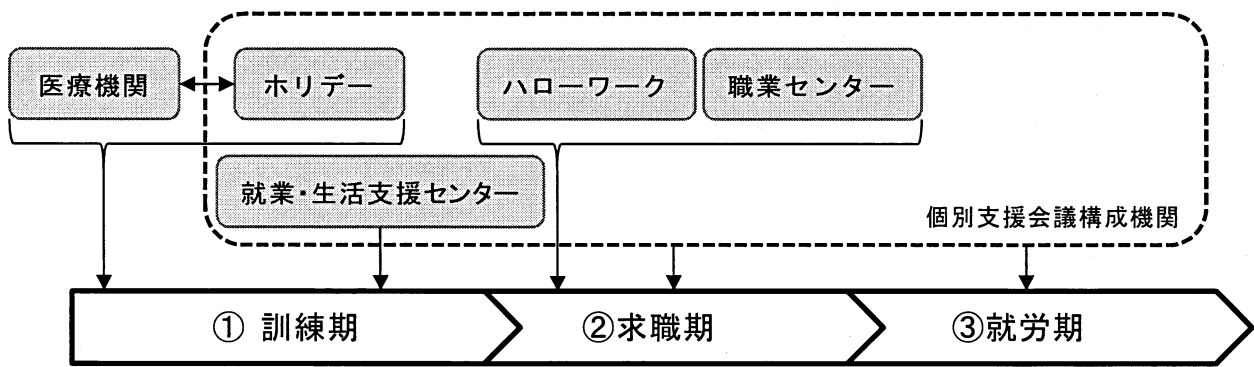 医療機関
ホリデー
ハローワーク
職業センター
就業・生活支援センター
個別支援会議構成機関
① 訓練期
②求職期
③就労期